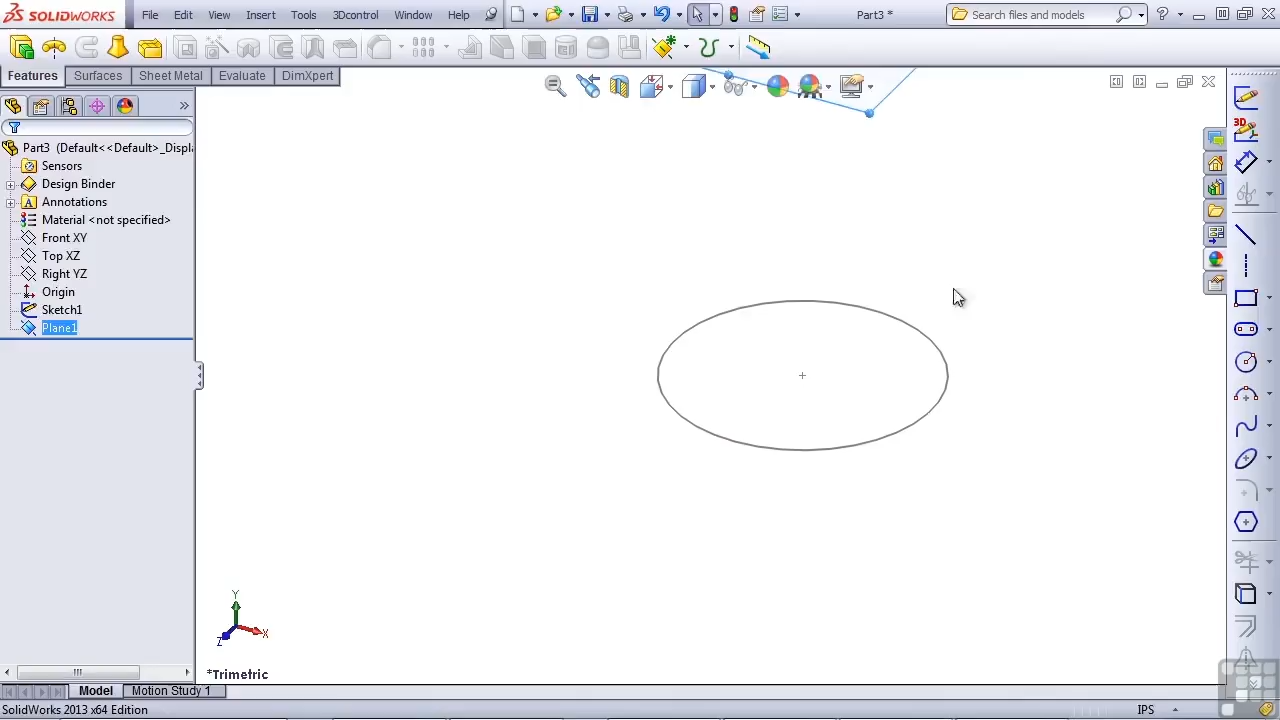 SOLIDWORKS File Edit View Insert Tools 3Dcontrol Window Help Part3 * Search files and models
Features Surfaces Sheet Metal Evaluate DimXpert
Part3 (Default<<Default>_Displa
Sensors
Design Binder
Annotations
Material <not specified>
Front XY
Top XZ
Right YZ
Origin
Sketch1
Plane1
3D
Y
X
Z
*Trimetric
Model Motion Study 1
SolidWorks 2013 x64 Edition IPS